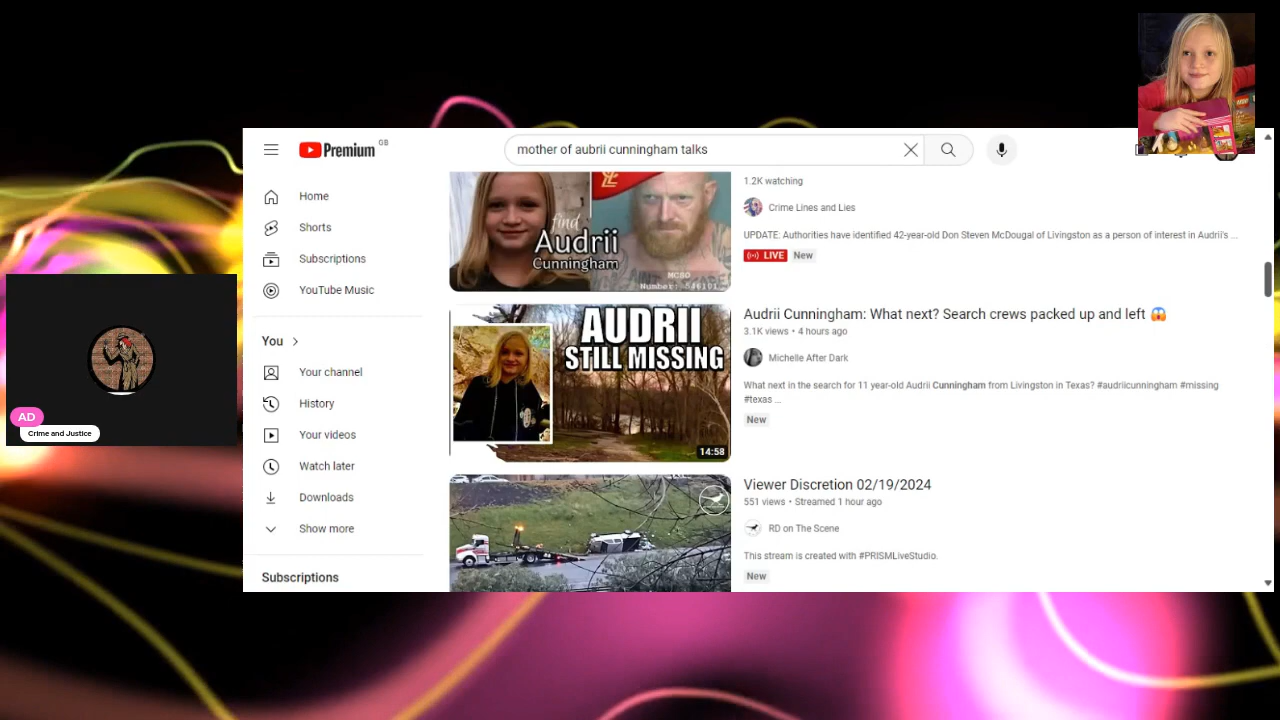 Premium GB
mother of aubrii cunningham talks
Home
Shorts
Subscriptions
YouTube Music
You
Your channel
History
Your videos
Watch later
Downloads
Show more
Subscriptions
find
Audrii
Cunningham
MCSO
1.2K watching
Crime Lines and Lies
UPDATE: Authorities have identified 42-year-old Don Steven McDougal of Livingston as a person of interest in Audrii's ...
LIVE New
AUDRII
STILL MISSING
14:58
Audrii Cunningham: What next? Search crews packed up and left
3.1K views • 4 hours ago
Michelle After Dark
What next in the search for 11 year-old Audrii Cunningham from Livingston in Texas? #audriicunningham #missing
#texas ...
New
Viewer Discretion 02/19/2024
551 views • Streamed 1 hour ago
RD on The Scene
This stream is created with #PRISMLiveStudio.
New
AD
Crime and Justice